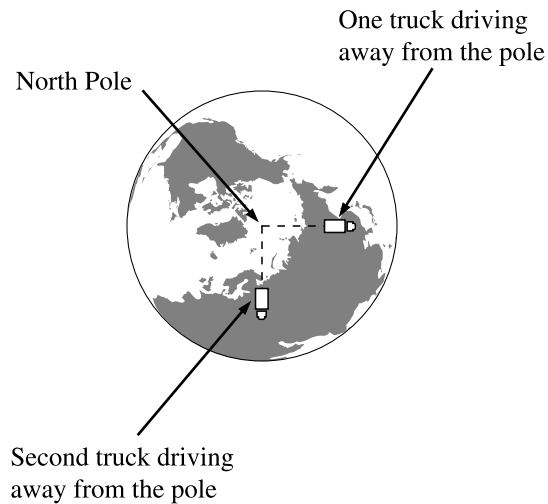 One truck driving
away from the pole
North Pole
Second truck driving
away from the pole